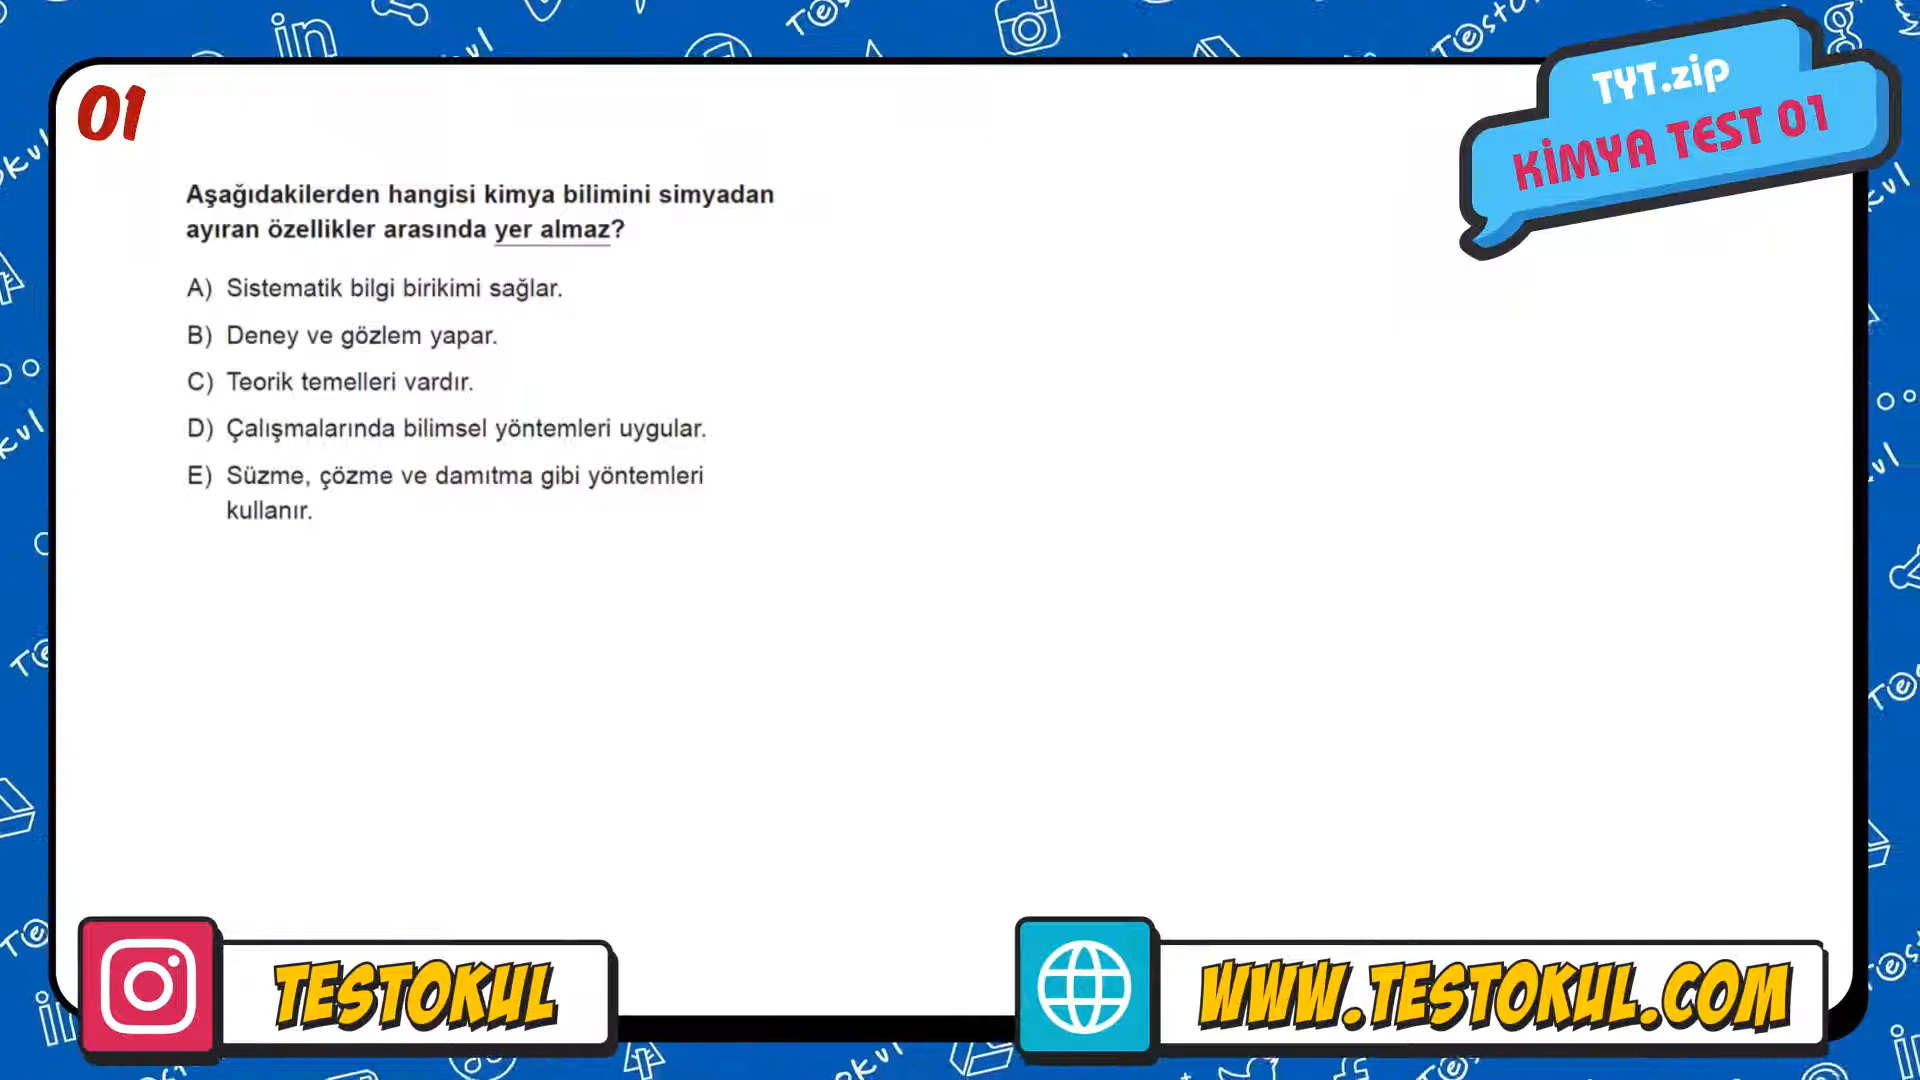 01
TYT.zip
KİMYA TEST 01
Aşağıdakilerden hangisi kimya bilimini simyadan
ayıran özellikler arasında yer almaz?
A) Sistematik bilgi birikimi sağlar.
B) Deney ve gözlem yapar.
C) Teorik temelleri vardır.
D) Çalışmalarında bilimsel yöntemleri uygular.
E) Süzme, çözme ve damıtma gibi yöntemleri
kullanır.
TESTOKUL
WWW.TESTOKUL.COM